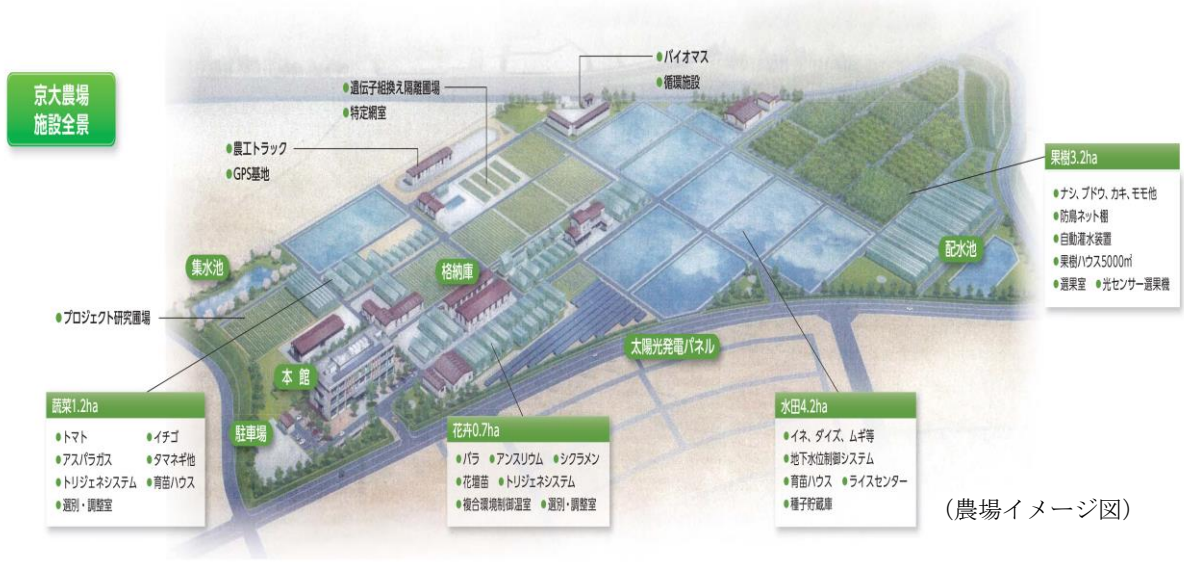 京大農場
施設全景
●バイオマス
●循環施設
●遺伝子組換え隔離圃場
●特定網室
●農工トラック
●GPS基地
果樹3.2ha
●ナシ、ブドウ、カキ、モモ他
●防鳥ネット棚
●自動灌水装置
●果樹ハウス5000㎡
●選果室 ●光センサー選果機
配水池
集水池
格納庫
●プロジェクト研究圃場
太陽光発電パネル
本館
駐車場
蔬菜1.2ha
●トマト ●イチゴ
●アスパラガス ●タマネギ他
●トリジェネシステム ●育苗ハウス
●選別・調整室
花卉0.7ha
●バラ ●アンスリウム ●シクラメン
●花壇苗 ●トリジェネシステム
●複合環境制御温室 ●選別・調整室
水田4.2ha
●イネ、ダイズ、ムギ等
●地下水位制御システム
●育苗ハウス ●ライスセンター
●種子貯蔵庫
（農場イメージ図）